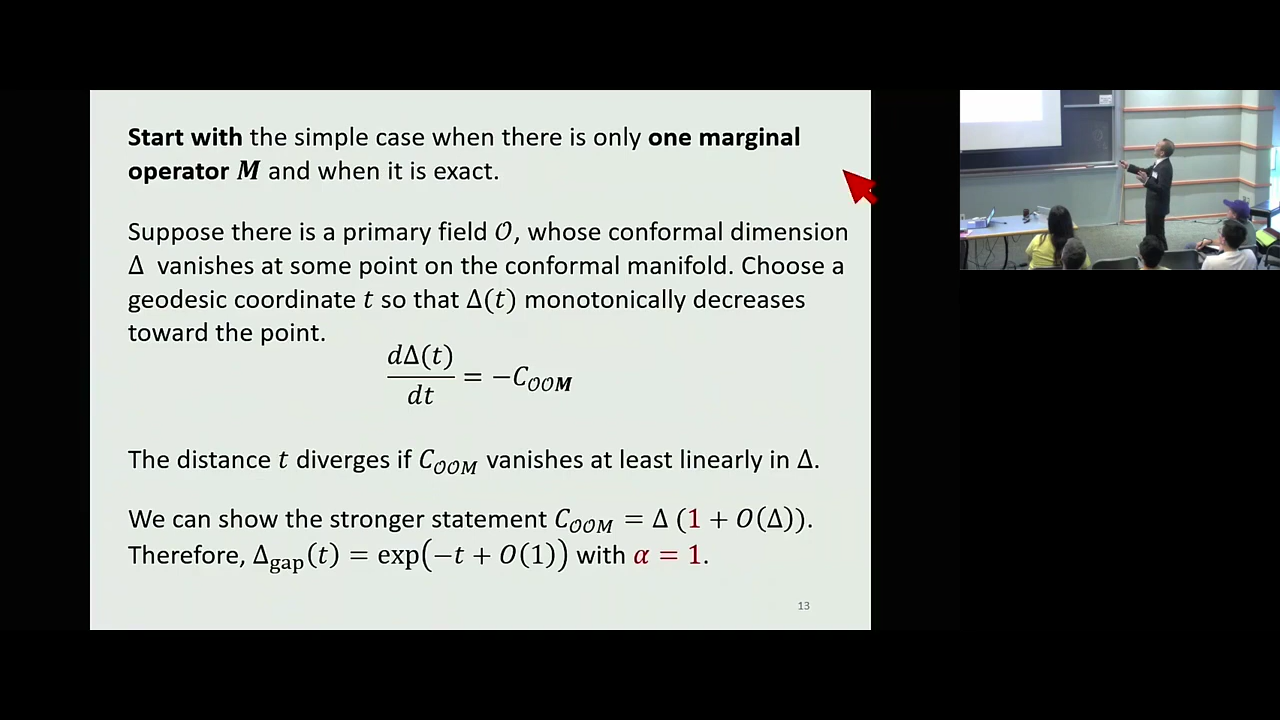 Start with the simple case when there is only one marginal
operator M and when it is exact.
Suppose there is a primary field 𝒪, whose conformal dimension
Δ vanishes at some point on the conformal manifold. Choose a
geodesic coordinate t so that Δ(t) monotonically decreases
toward the point.
dΔ(t)/dt = −C_𝒪𝒪M
The distance t diverges if C_𝒪𝒪M vanishes at least linearly in Δ.
We can show the stronger statement C_𝒪𝒪M = Δ (1 + O(Δ)).
Therefore, Δ_gap(t) = exp(−t + O(1)) with α = 1.
13